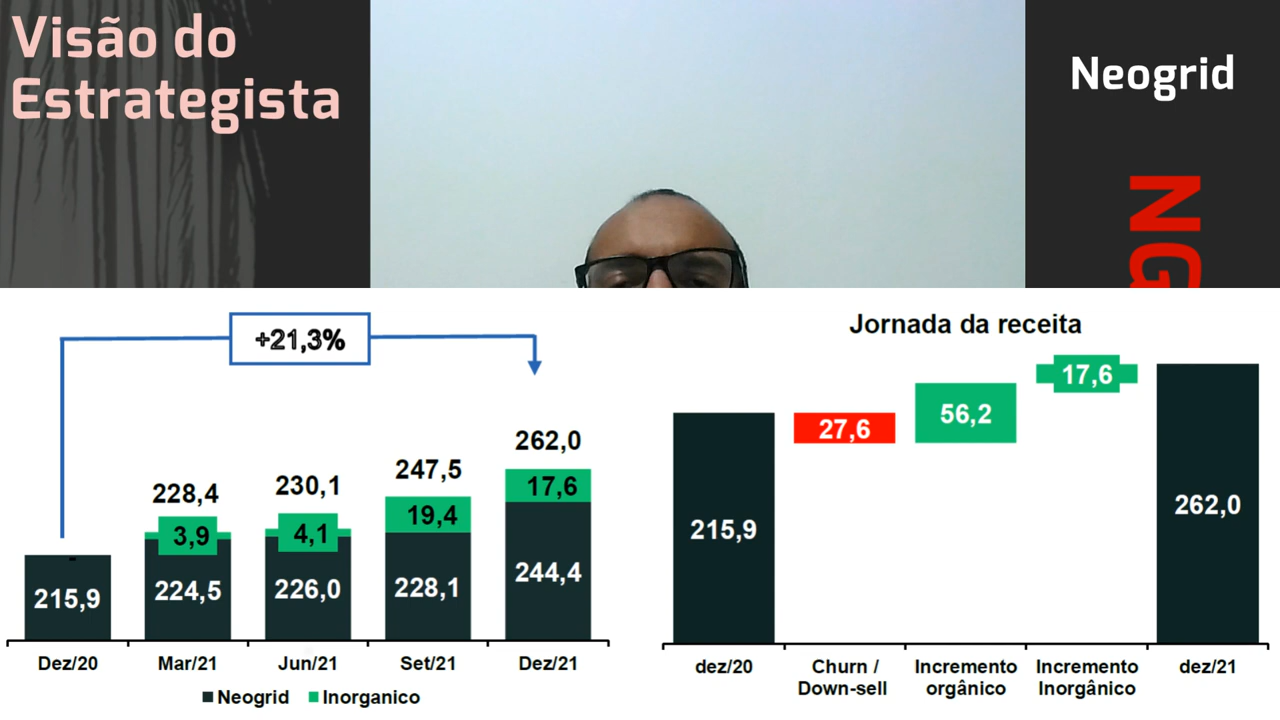 Visão do
Estrategista
Neogrid
NG
+21,3%
262,0
247,5
230,1
228,4
17,6
19,4
4,1
3,9
215,9
224,5
226,0
228,1
244,4
Dez/20
Mar/21
Jun/21
Set/21
Dez/21
Neogrid
Inorganico
Jornada da receita
17,6
56,2
27,6
215,9
262,0
dez/20
Churn /
Down-sell
Incremento
orgânico
Incremento
Inorgânico
dez/21